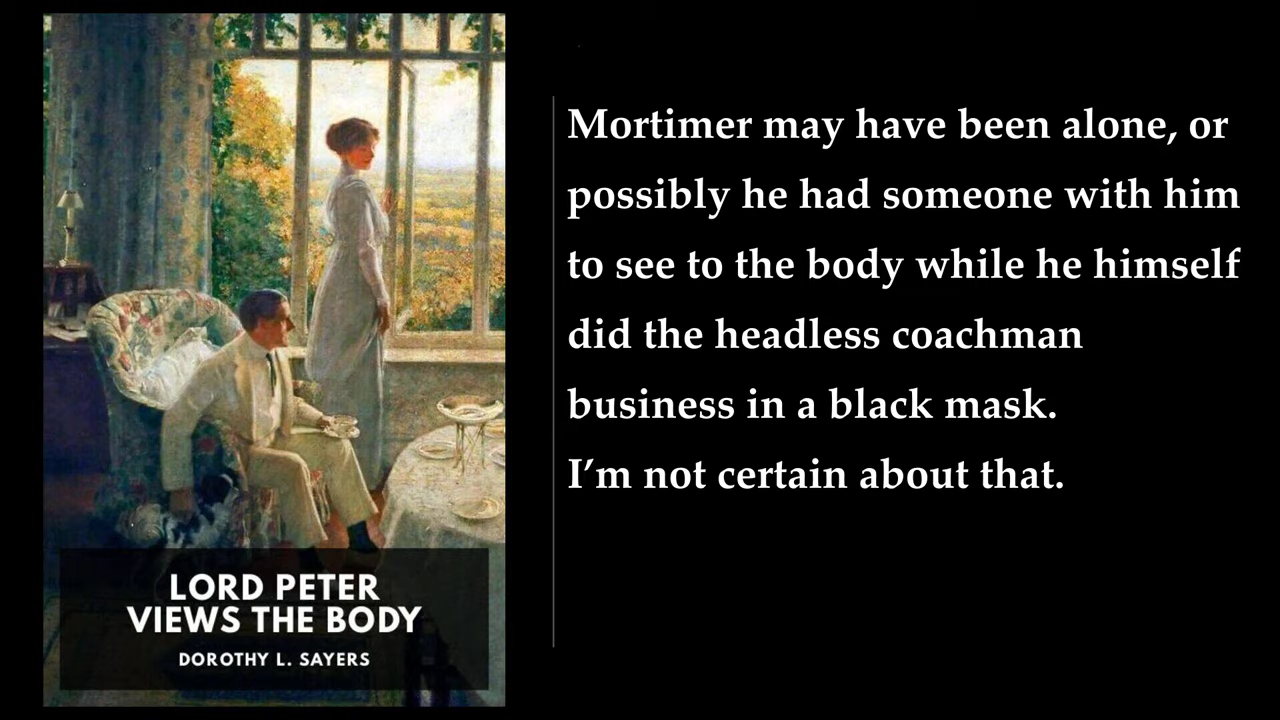 Mortimer may have been alone, or
possibly he had someone with him
to see to the body while he himself
did the headless coachman
business in a black mask.
I’m not certain about that.
LORD PETER
VIEWS THE BODY
DOROTHY L. SAYERS